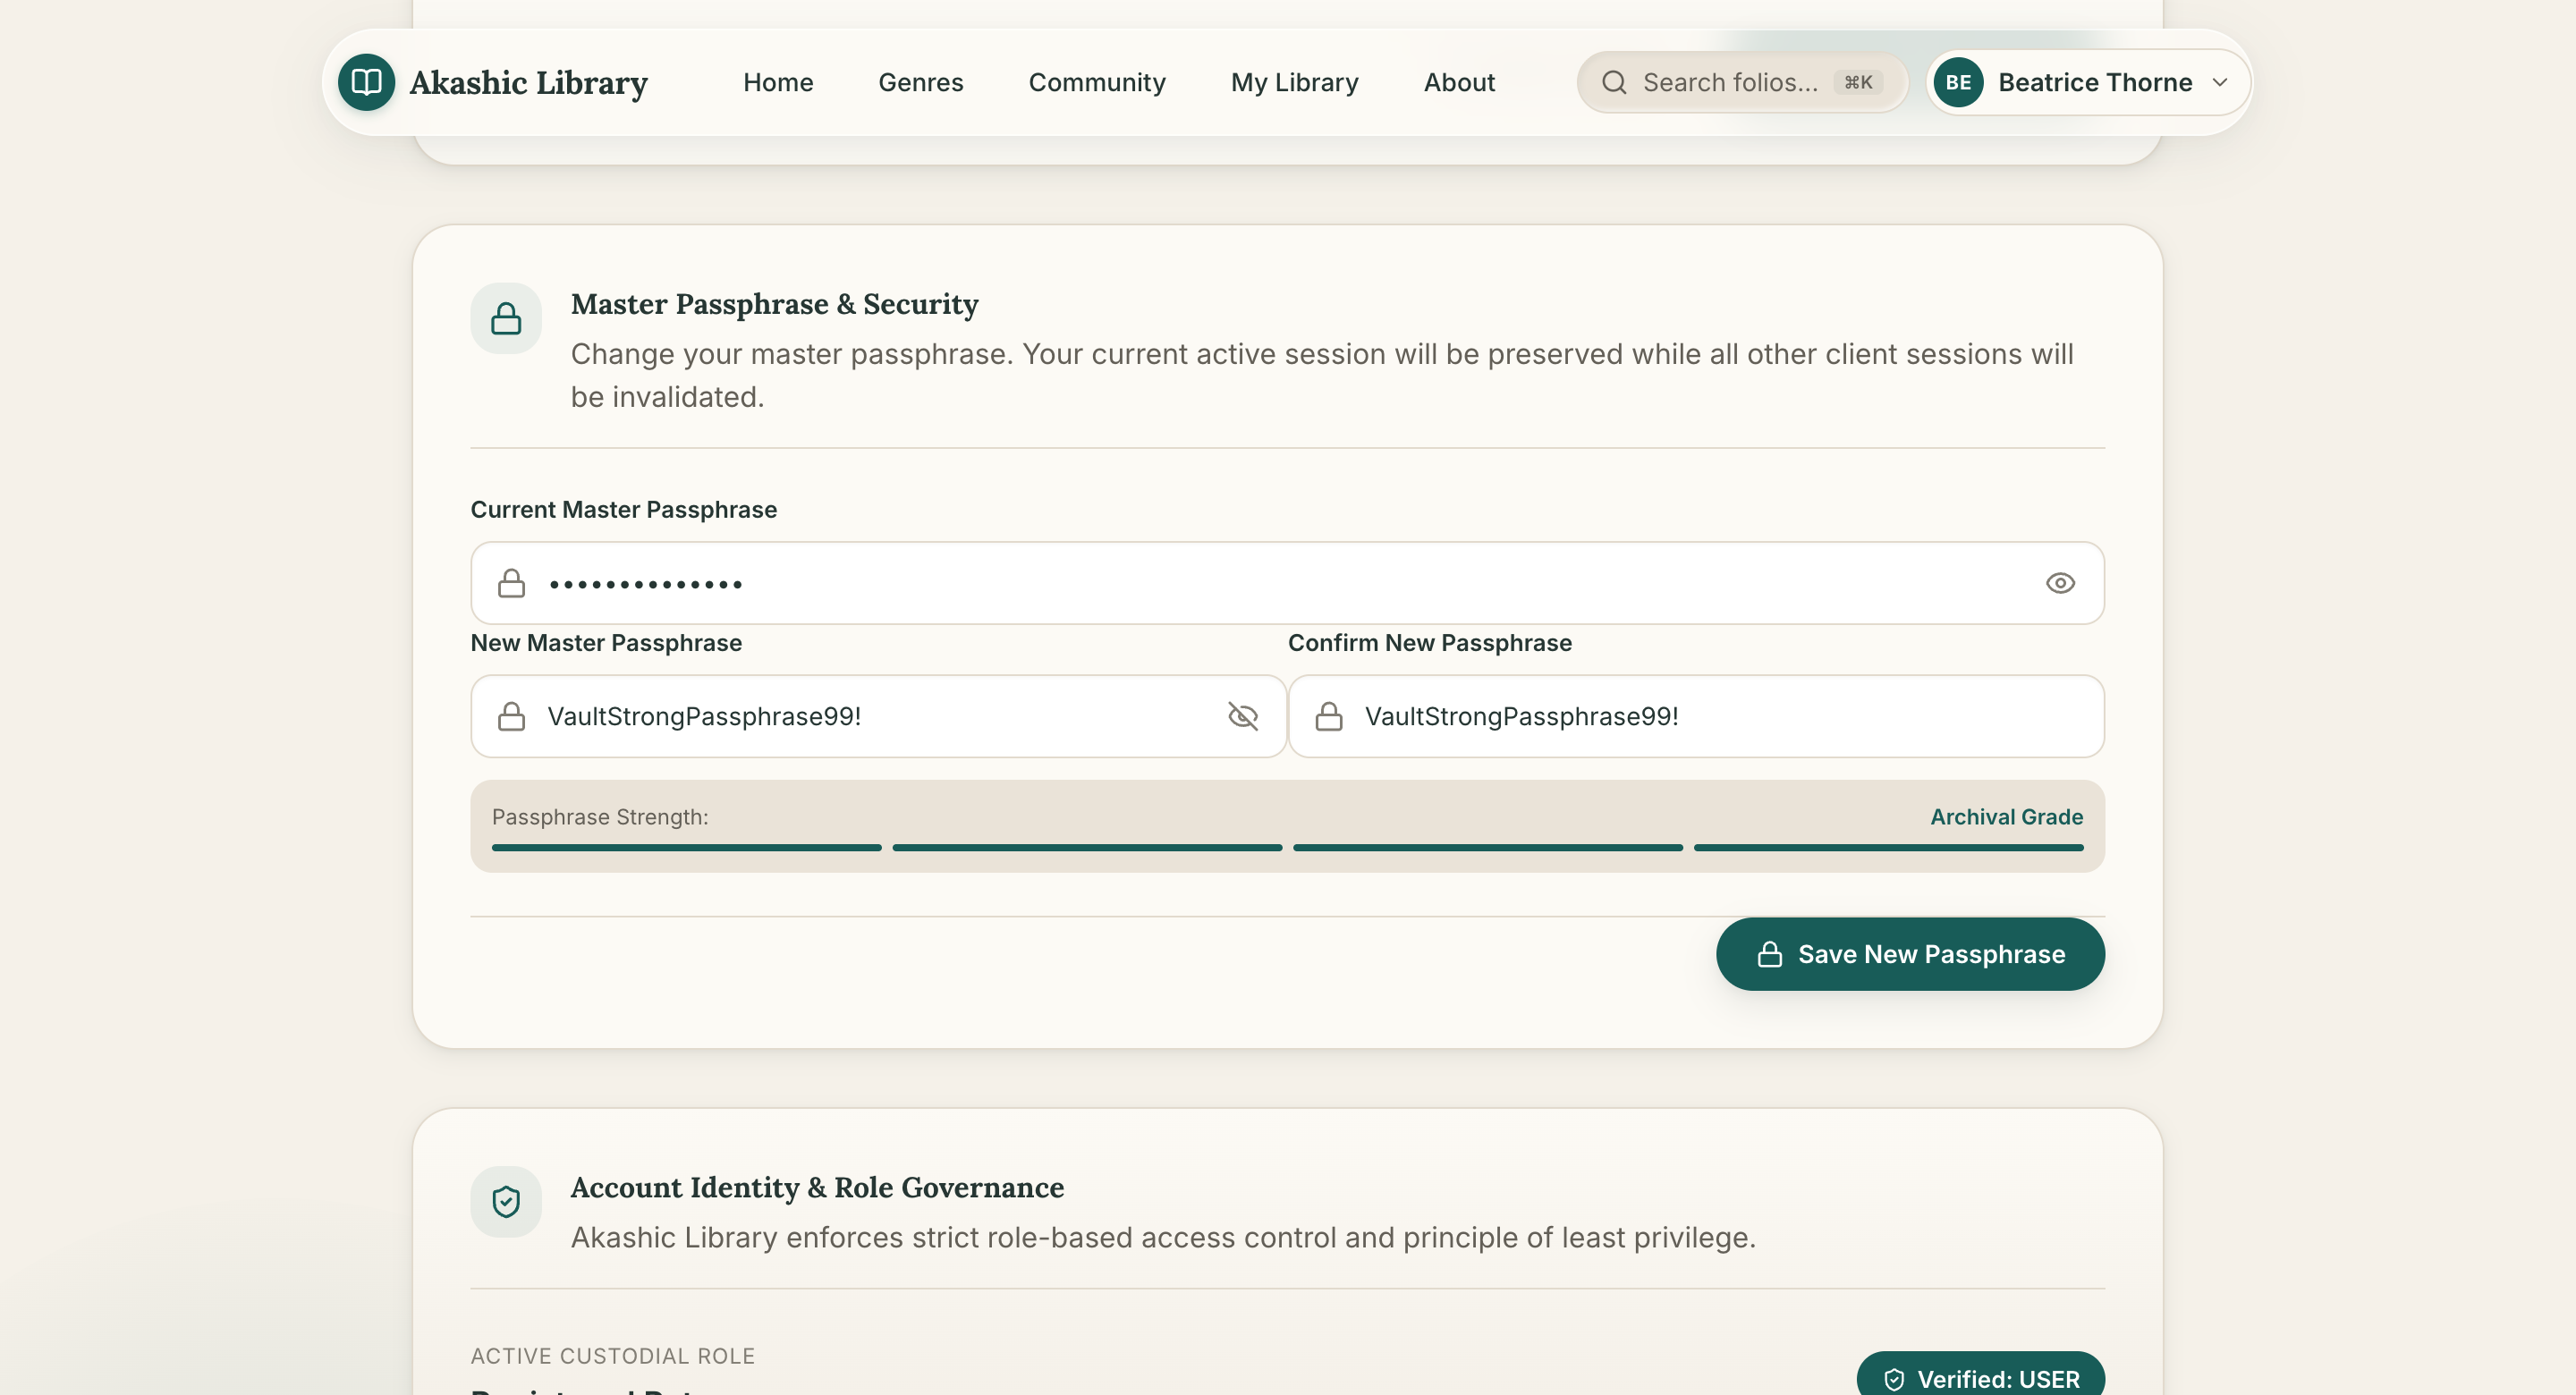 Akashic Library
Home
Genres
Community
My Library
About
Search folios...
⌘K
BE
Beatrice Thorne
Master Passphrase & Security
Change your master passphrase. Your current active session will be preserved while all other client sessions will
be invalidated.
Current Master Passphrase
••••••••••••••
New Master Passphrase
Confirm New Passphrase
VaultStrongPassphrase99!
VaultStrongPassphrase99!
Passphrase Strength:
Archival Grade
Save New Passphrase
Account Identity & Role Governance
Akashic Library enforces strict role-based access control and principle of least privilege.
ACTIVE CUSTODIAL ROLE
Verified: USER